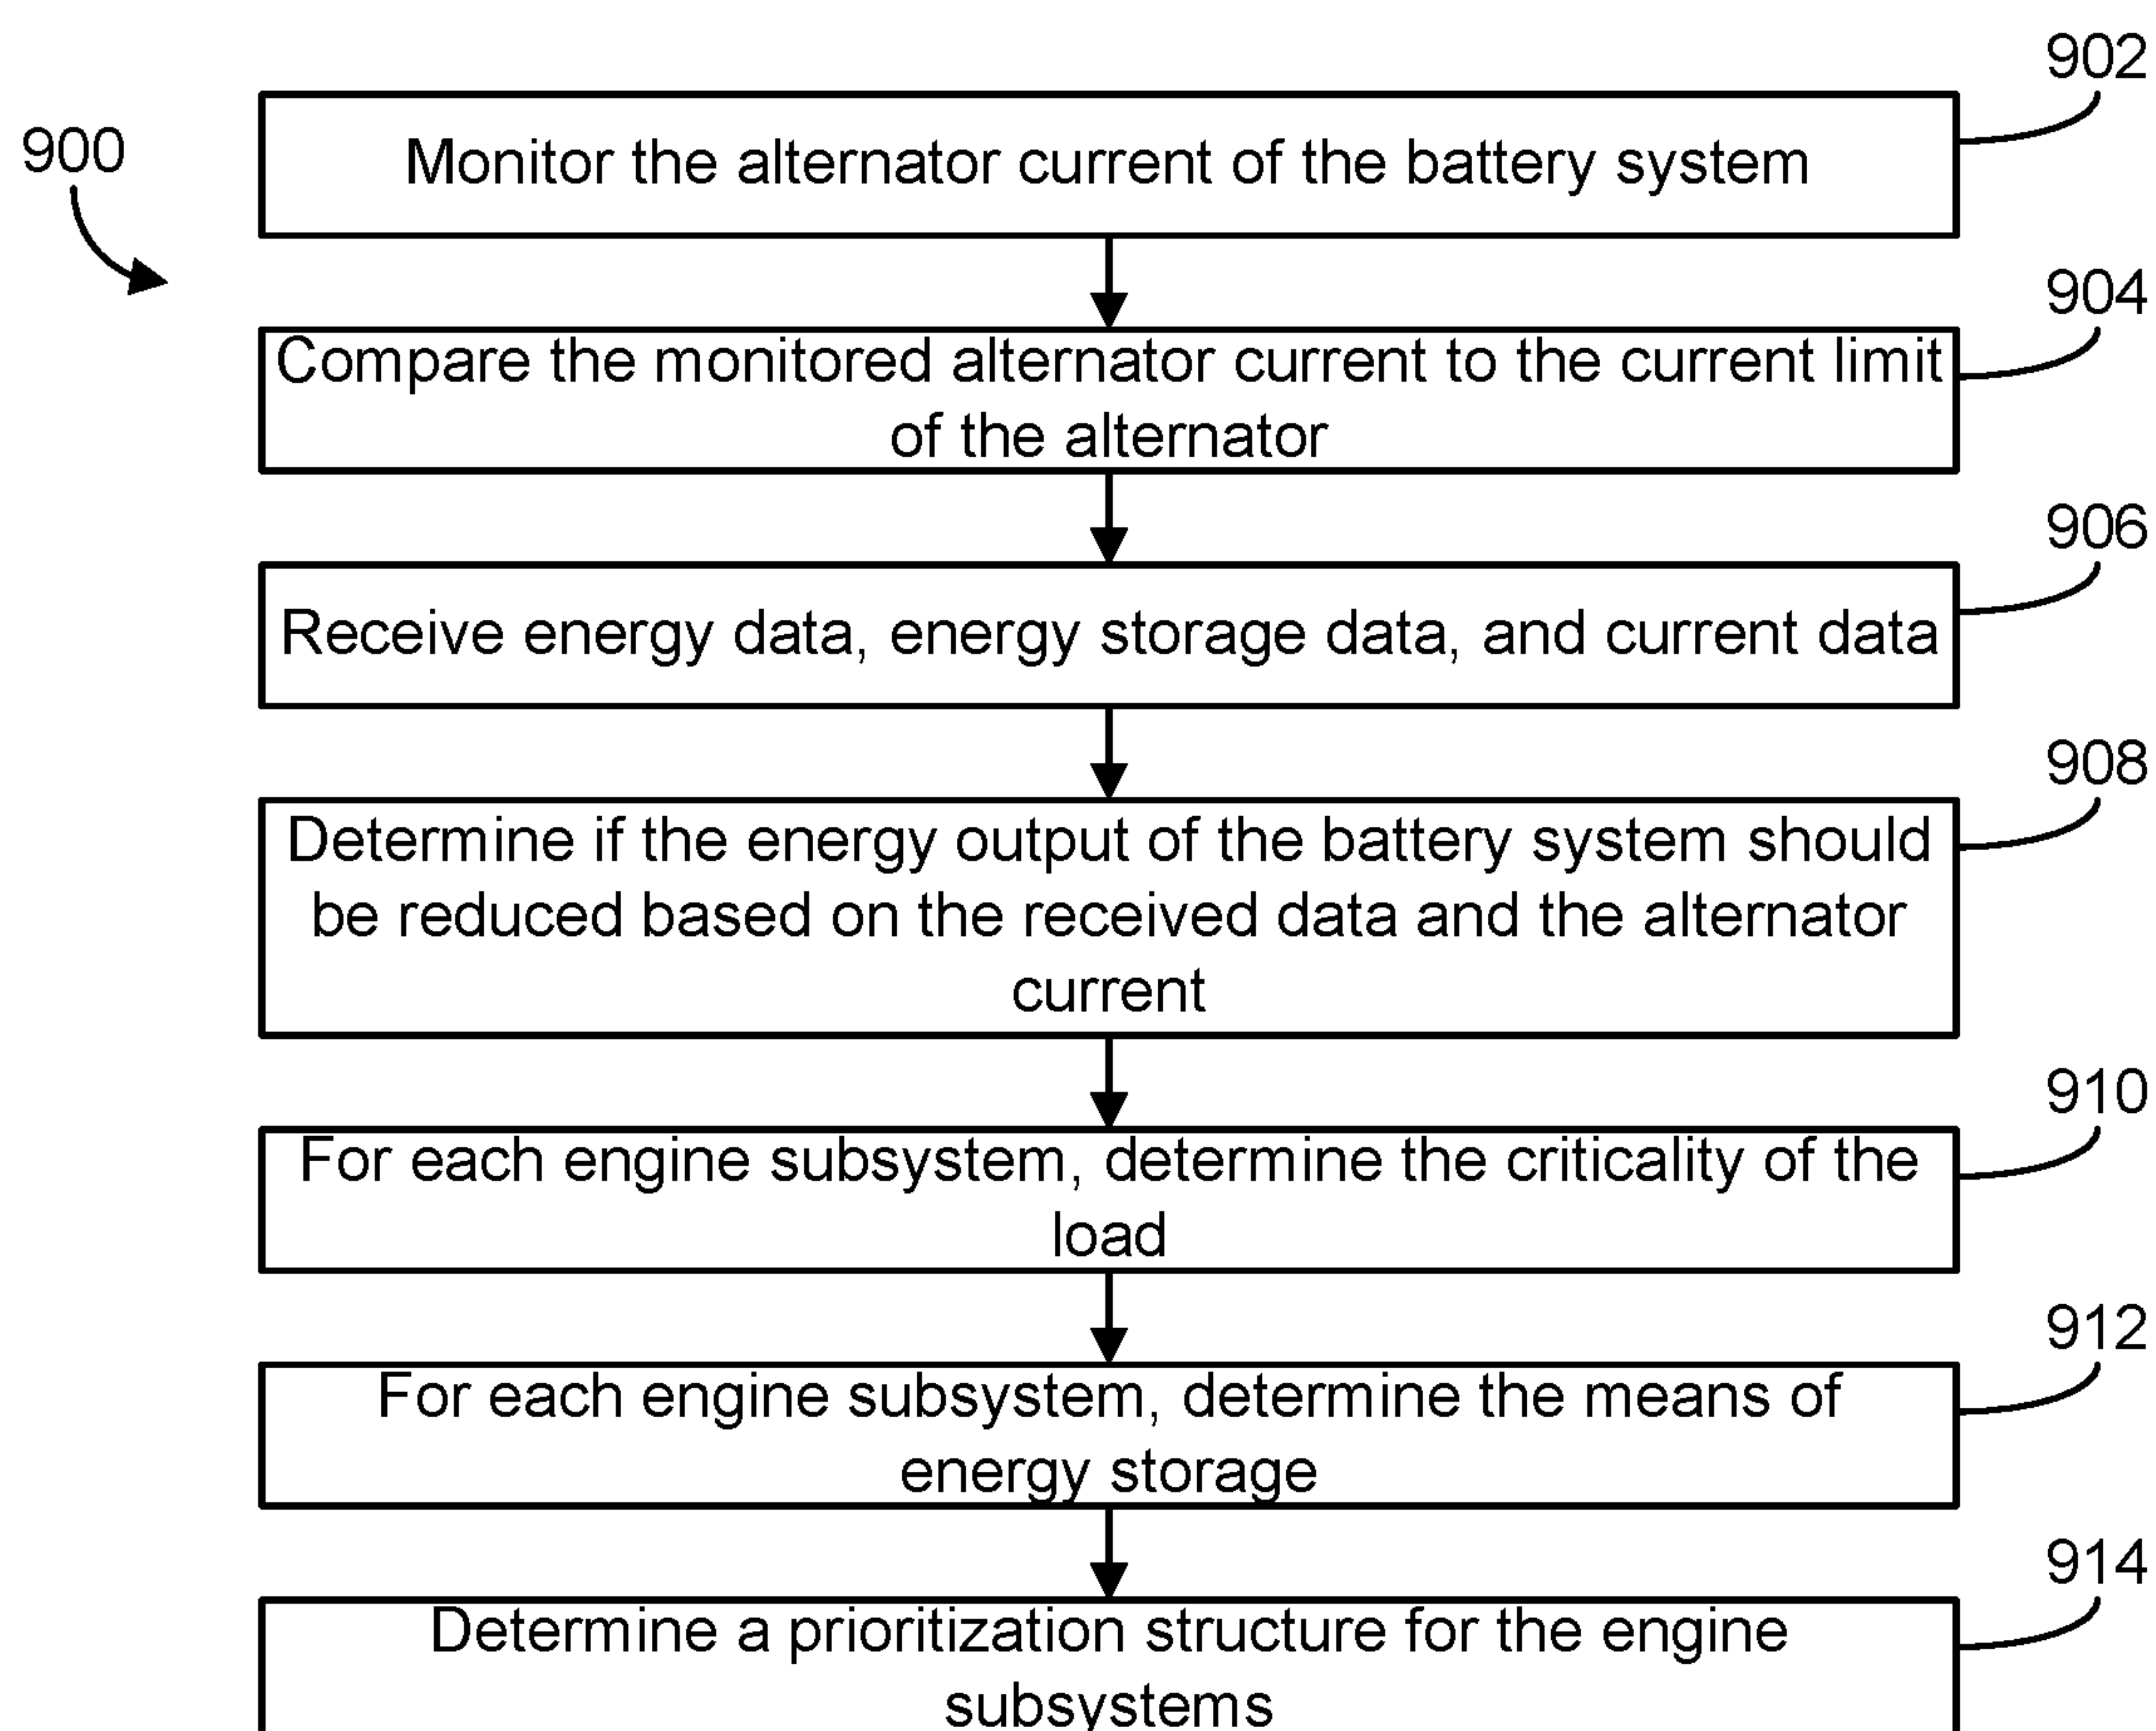 902
900
Monitor the alternator current of the battery system
904
Compare the monitored alternator current to the current limit
of the alternator
906
Receive energy data, energy storage data, and current data
908
Determine if the energy output of the battery system should
be reduced based on the received data and the alternator
current
910
For each engine subsystem, determine the criticality of the
load
912
For each engine subsystem, determine the means of
energy storage
914
Determine a prioritization structure for the engine
subsystems